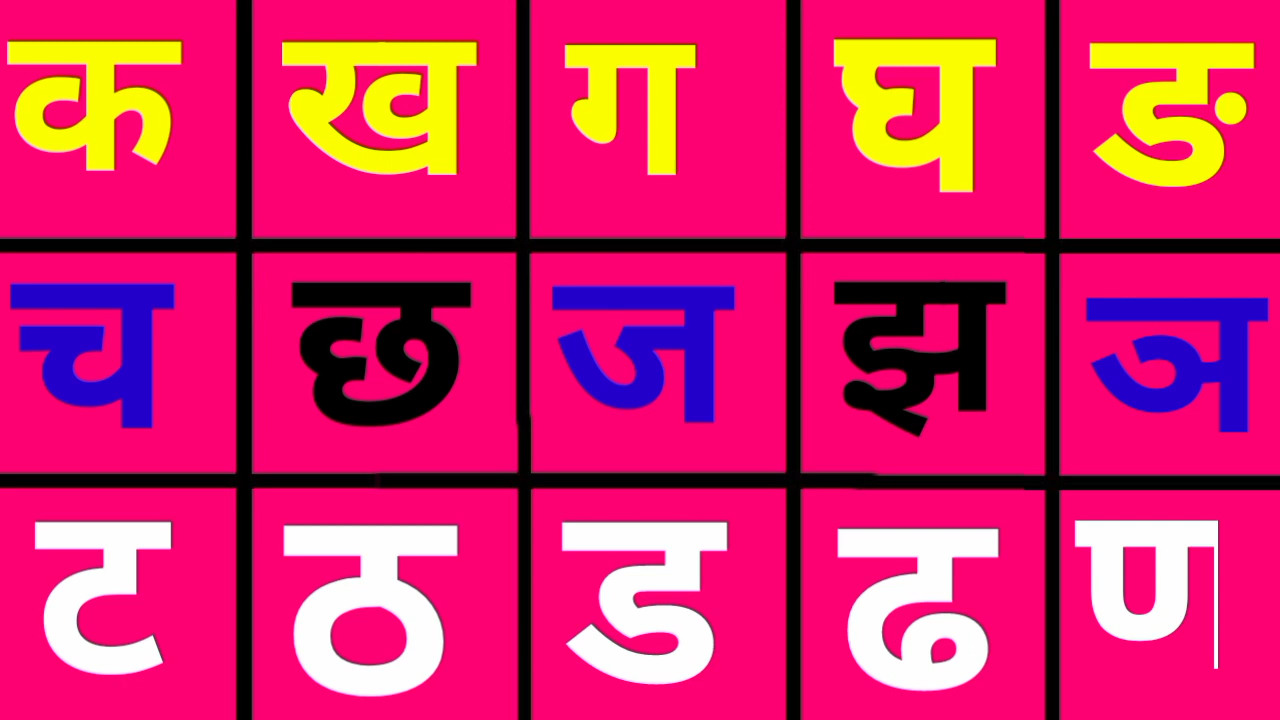 क ख ग घ ङ
च छ ज झ ञ
ट ठ ड ढ ण